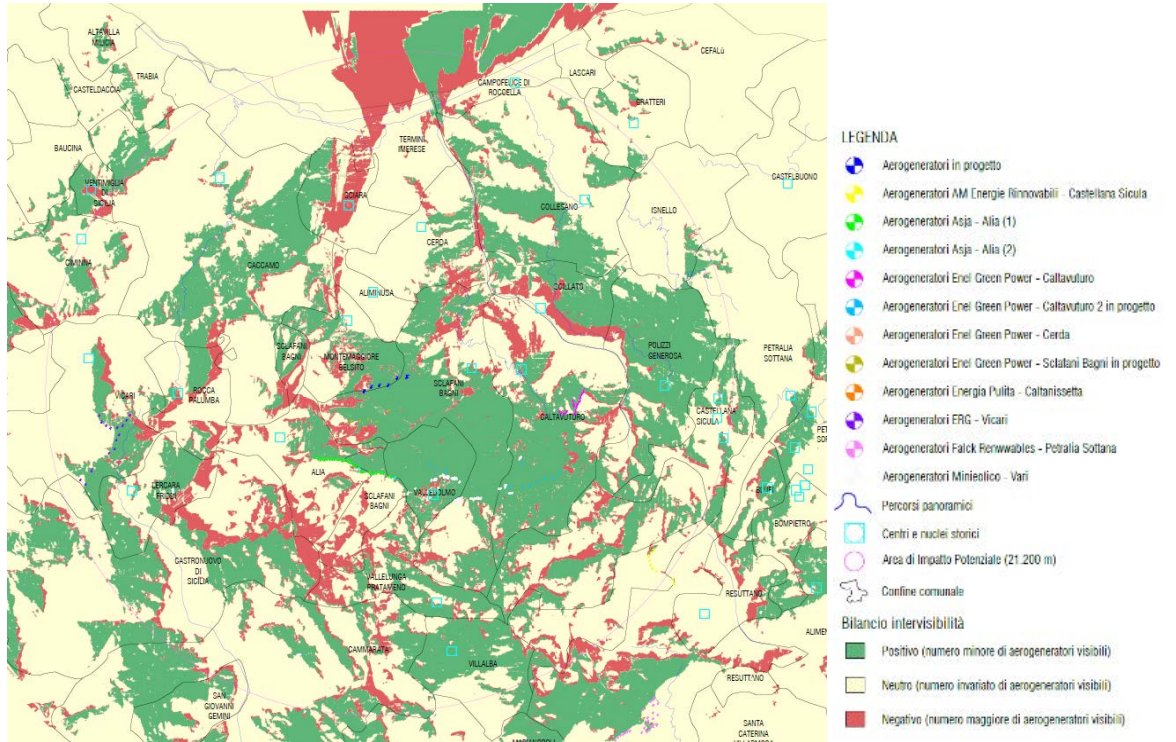 ALTAVILLA
MILICIA
CEFALÙ
TRABIA
LASCARI
CAMPOFELICE DI
ROCCELLA
CASTELDACCIA
GRATTERI
TERMINI
IMERESE
BAUCINA
CASTELBUONO
VENTIMIGLIA
DI
SICILIA
SCIARA
COLLESANO
ISNELLO
CERDA
CIMINNA
CACCAMO
SCILLATO
ALIMINUSA
SCLAFANI
BAGNI
POLIZZI
GENEROSA
PETRALIA
SOTTANA
MONTEMAGGIORE
BELSITO
SCLAFANI
BAGNI
ROCCA
PALUMBA
VICARI
CALTAVUTURO
CASTELLANA
SICULA
ALIA
LERCARA
FRIDDI
VALLEDOLMO
SCLAFANI
BAGNI
BLUFI
BOMPIETRO
CASTRONUOVO
DI
SICILIA
VALLELUNGA
PRATAMENO
RESUTTANO
ALIMEN
CAMMARATA
VILLALBA
RESUTTANO
SAN
GIOVANNI
GEMINI
SANTA
CATERINA
LEGENDA
Aerogeneratori in progetto
Aerogeneratori AM Energie Rinnovabili - Castellana Sicula
Aerogeneratori Asja - Alia (1)
Aerogeneratori Asja - Alia (2)
Aerogeneratori Enel Green Power - Caltavuturo
Aerogeneratori Enel Green Power - Caltavuturo 2 in progetto
Aerogeneratori Enel Green Power - Cerda
Aerogeneratori Enel Green Power - Sclafani Bagni in progetto
Aerogeneratori Energia Pulita - Caltanissetta
Aerogeneratori ERG - Vicari
Aerogeneratori Falck Renwwables - Petralia Sottana
Aerogeneratori Minieolico - Vari
Percorsi panoramici
Centri e nuclei storici
Area di Impatto Potenziale (21.200 m)
Confine comunale
Bilancio intervisibilità
Positivo (numero minore di aerogeneratori visibili)
Neutro (numero invariato di aerogeneratori visibili)
Negativo (numero maggiore di aerogeneratori visibili)